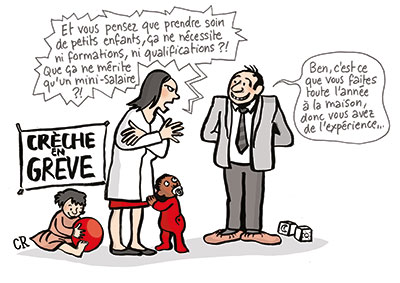 Et vous pensez que prendre soin
de petits enfants, ça ne nécessite
ni formations, ni qualifications ?!
Que ça ne mérite
qu'un mini-salaire
?!
Ben, c'est ce
que vous faites
toute l'année
à la maison,
donc vous avez
de l'expérience...
CRÈCHE
EN
GRÈVE
CR